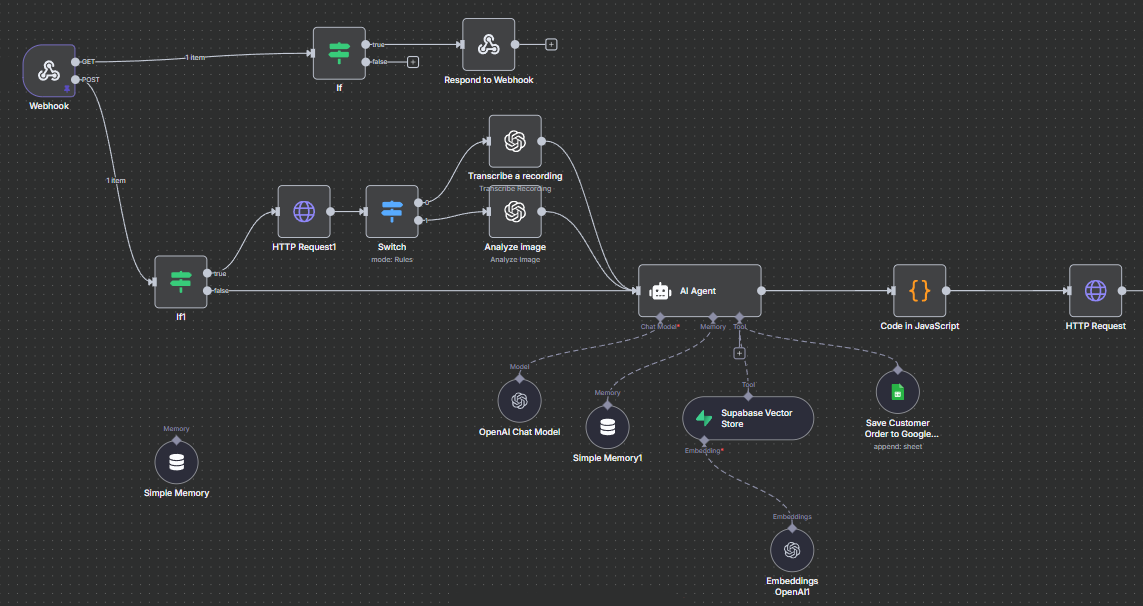 GET
POST
Webhook
1 item
true
false
If
Respond to Webhook
1 item
Transcribe a recording
Transcribe Recording
HTTP Request1
0
1
Switch
mode: Rules
Analyze image
Analyze Image
true
false
If1
AI Agent
Chat Model*
Memory
Tool
Code in JavaScript
HTTP Request
Model
OpenAI Chat Model
Memory
Simple Memory1
Tool
Supabase Vector
Store
Embedding*
Save Customer
Order to Google...
append: sheet
Memory
Simple Memory
Embeddings
Embeddings
OpenAI1